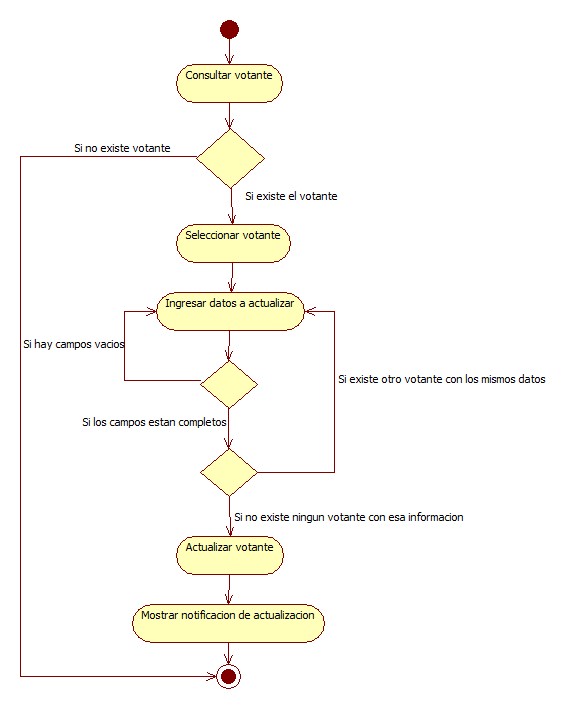 Consultar votante
Si no existe votante
Si existe el votante
Seleccionar votante
Ingresar datos a actualizar
Si hay campos vacios
Si existe otro votante con los mismos datos
Si los campos estan completos
Si no existe ningun votante con esa informacion
Actualizar votante
Mostrar notificacion de actualizacion